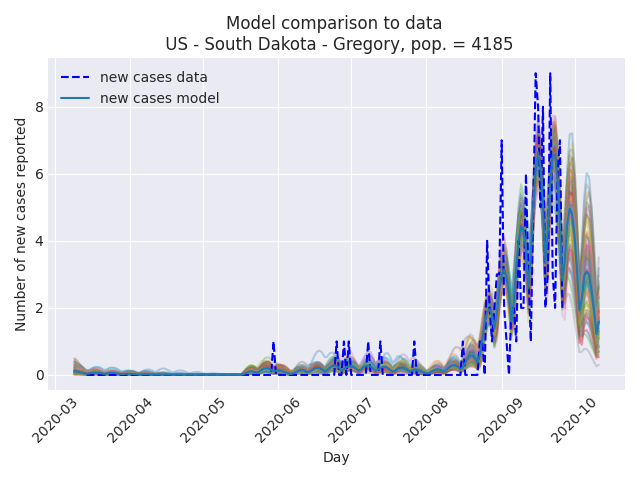 Model comparison to data
US - South Dakota - Gregory, pop. = 4185
new cases data
new cases model
Number of new cases reported
8
6
4
2
0
2020-03
2020-04
2020-05
2020-06
2020-07
2020-08
2020-09
2020-10
Day